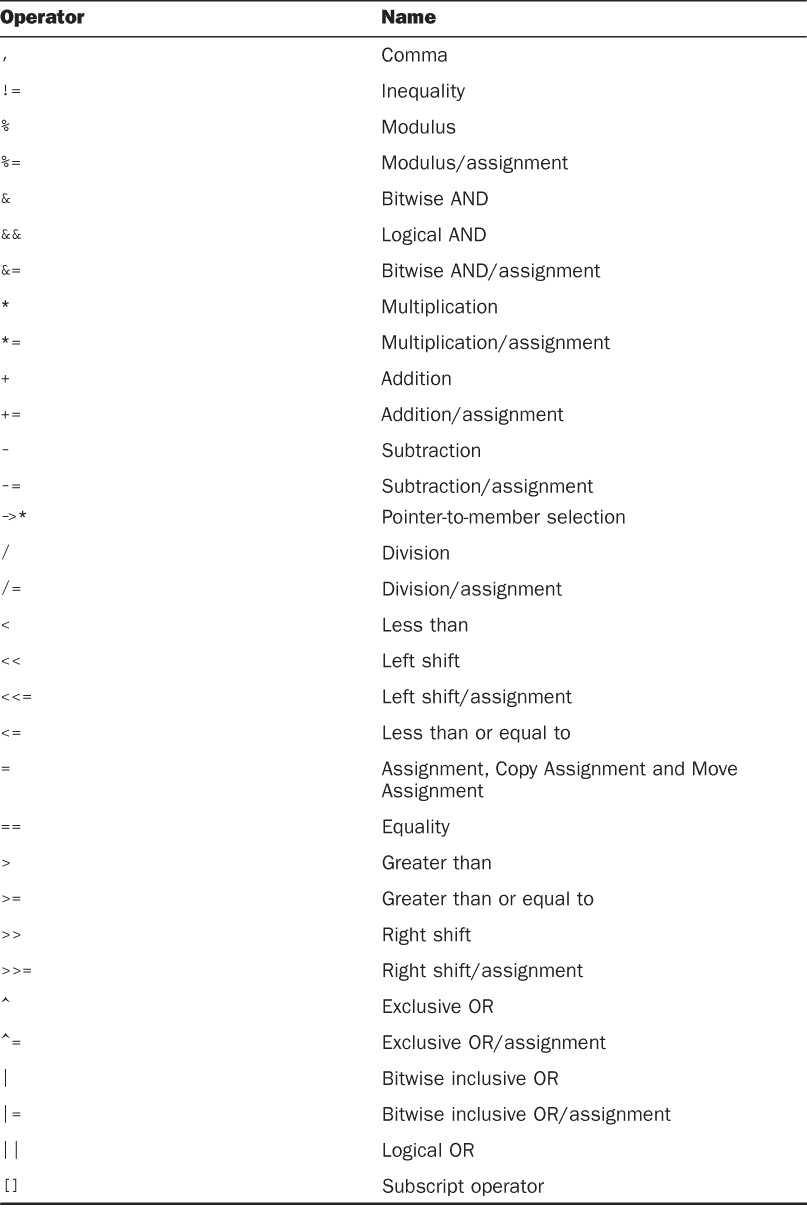 Operator Name
, Comma
!= Inequality
% Modulus
%= Modulus/assignment
& Bitwise AND
&& Logical AND
&= Bitwise AND/assignment
* Multiplication
*= Multiplication/assignment
+ Addition
+= Addition/assignment
- Subtraction
-= Subtraction/assignment
->* Pointer-to-member selection
/ Division
/= Division/assignment
< Less than
<< Left shift
<<= Left shift/assignment
<= Less than or equal to
= Assignment, Copy Assignment and Move
Assignment
== Equality
> Greater than
>= Greater than or equal to
>> Right shift
>>= Right shift/assignment
^ Exclusive OR
^= Exclusive OR/assignment
| Bitwise inclusive OR
|= Bitwise inclusive OR/assignment
|| Logical OR
[] Subscript operator